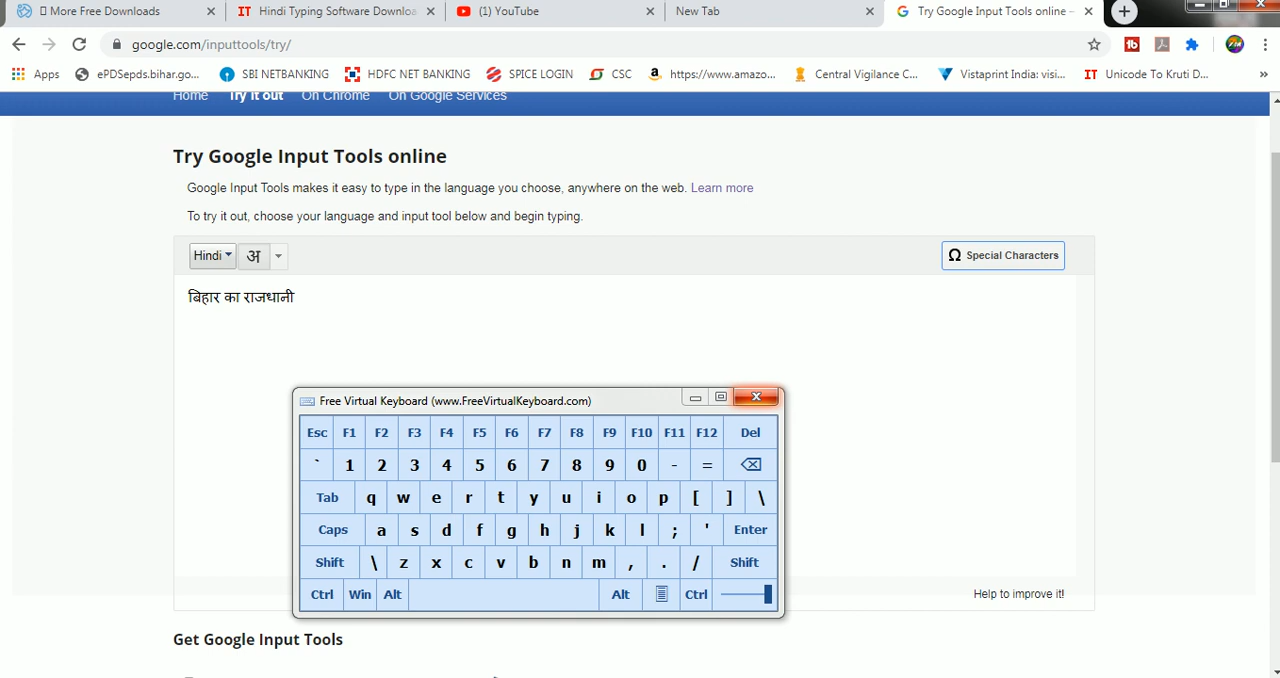 More Free Downloads
IT Hindi Typing Software Downloa
(1) YouTube
New Tab
G Try Google Input Tools online –
google.com/inputtools/try/
Apps
ePDSepds.bihar.go...
SBI NETBANKING
HDFC NET BANKING
SPICE LOGIN
CSC
https://www.amazo...
Central Vigilance C...
Vistaprint India: visi...
IT Unicode To Kruti D...
»
Home Try it out On Chrome On Google Services
Try Google Input Tools online
Google Input Tools makes it easy to type in the language you choose, anywhere on the web. Learn more
To try it out, choose your language and input tool below and begin typing.
Hindi अ
Ω Special Characters
बिहार का राजधानी
Free Virtual Keyboard (www.FreeVirtualKeyboard.com)
Esc F1 F2 F3 F4 F5 F6 F7 F8 F9 F10 F11 F12 Del
` 1 2 3 4 5 6 7 8 9 0 - =
Tab q w e r t y u i o p [ ] \
Caps a s d f g h j k l ; ' Enter
Shift \ z x c v b n m , . / Shift
Ctrl Win Alt Alt Ctrl
Help to improve it!
Get Google Input Tools